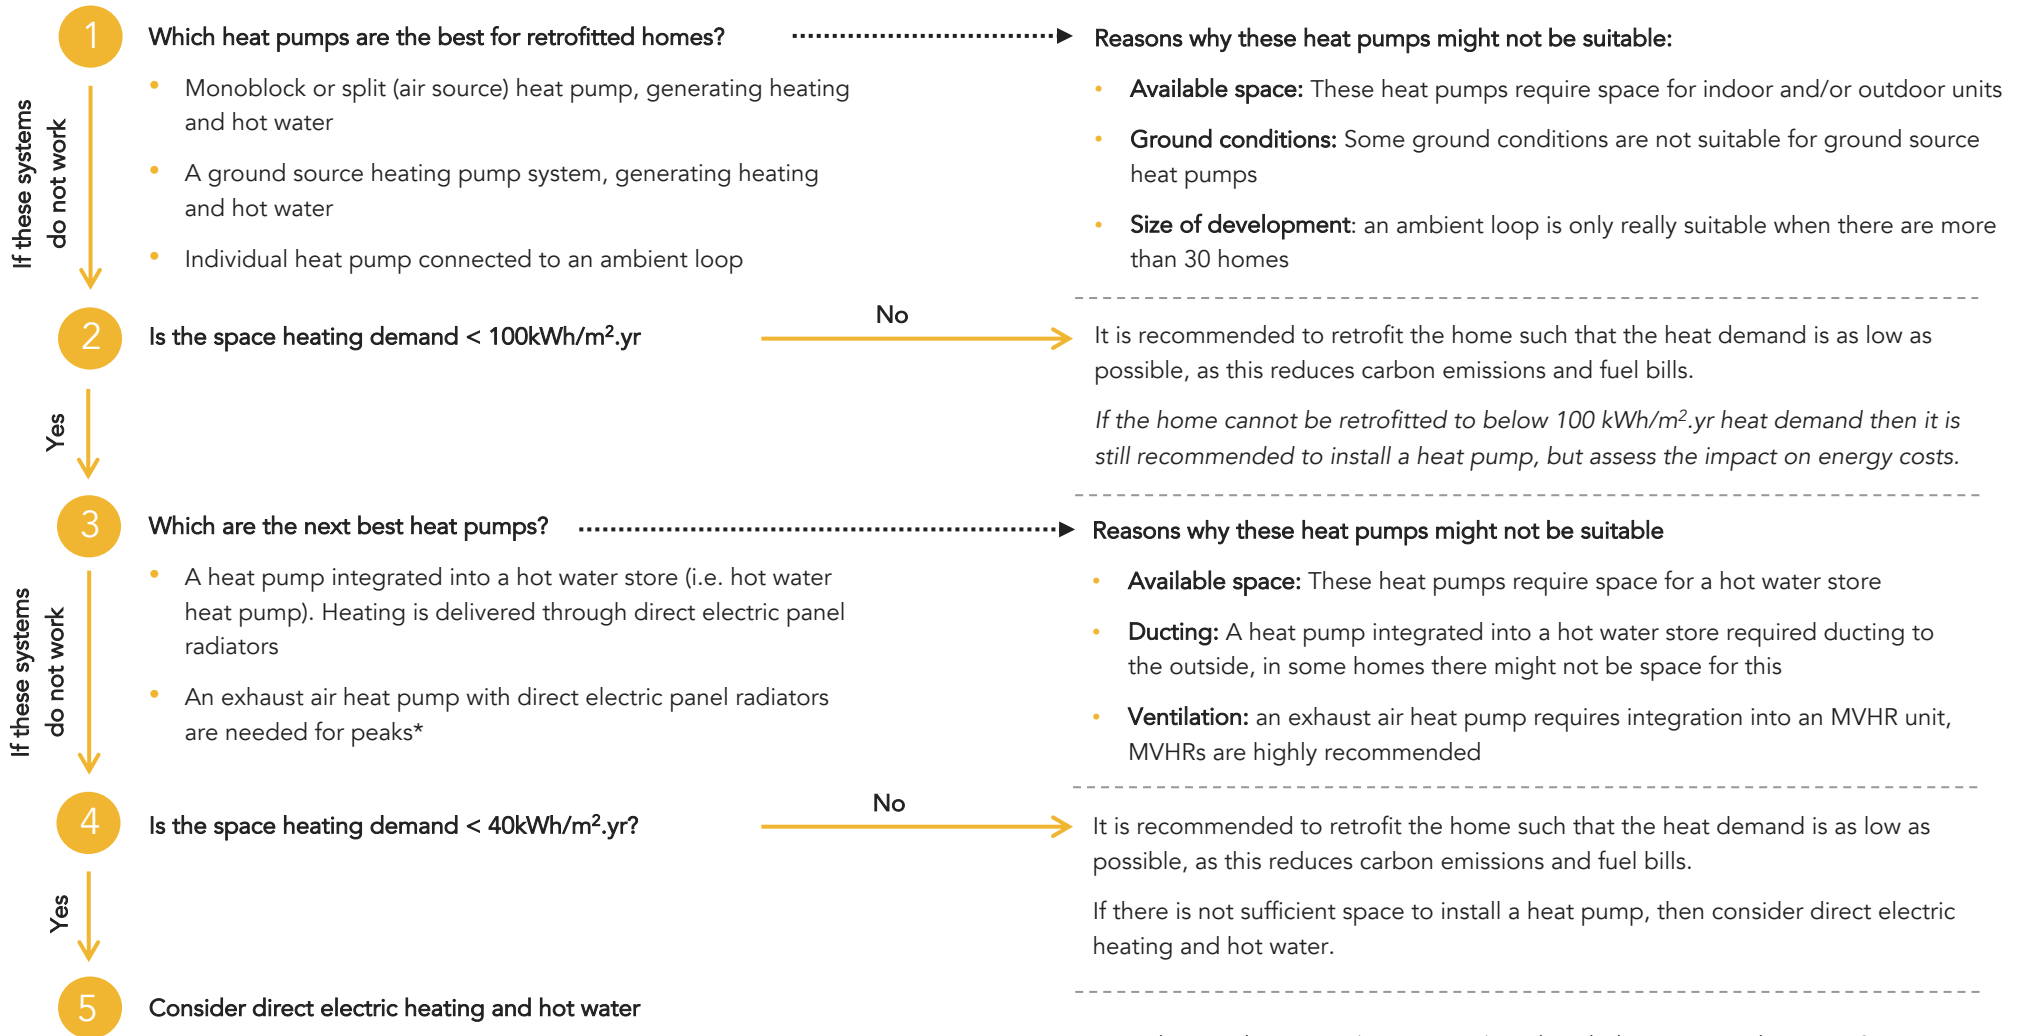 1
Which heat pumps are the best for retrofitted homes?
If these systems
do not work
• Monoblock or split (air source) heat pump, generating heating
and hot water
• A ground source heating pump system, generating heating
and hot water
• Individual heat pump connected to an ambient loop
Reasons why these heat pumps might not be suitable:
• Available space: These heat pumps require space for indoor and/or outdoor units
• Ground conditions: Some ground conditions are not suitable for ground source
heat pumps
• Size of development: an ambient loop is only really suitable when there are more
than 30 homes
2
Is the space heating demand < 100kWh/m².yr
No
Yes
It is recommended to retrofit the home such that the heat demand is as low as
possible, as this reduces carbon emissions and fuel bills.
If the home cannot be retrofitted to below 100 kWh/m².yr heat demand then it is
still recommended to install a heat pump, but assess the impact on energy costs.
3
Which are the next best heat pumps?
If these systems
do not work
• A heat pump integrated into a hot water store (i.e. hot water
heat pump). Heating is delivered through direct electric panel
radiators
• An exhaust air heat pump with direct electric panel radiators
are needed for peaks*
Reasons why these heat pumps might not be suitable
• Available space: These heat pumps require space for a hot water store
• Ducting: A heat pump integrated into a hot water store required ducting to
the outside, in some homes there might not be space for this
• Ventilation: an exhaust air heat pump requires integration into an MVHR unit,
MVHRs are highly recommended
4
Is the space heating demand < 40kWh/m².yr?
No
Yes
It is recommended to retrofit the home such that the heat demand is as low as
possible, as this reduces carbon emissions and fuel bills.
If there is not sufficient space to install a heat pump, then consider direct electric
heating and hot water.
5
Consider direct electric heating and hot water